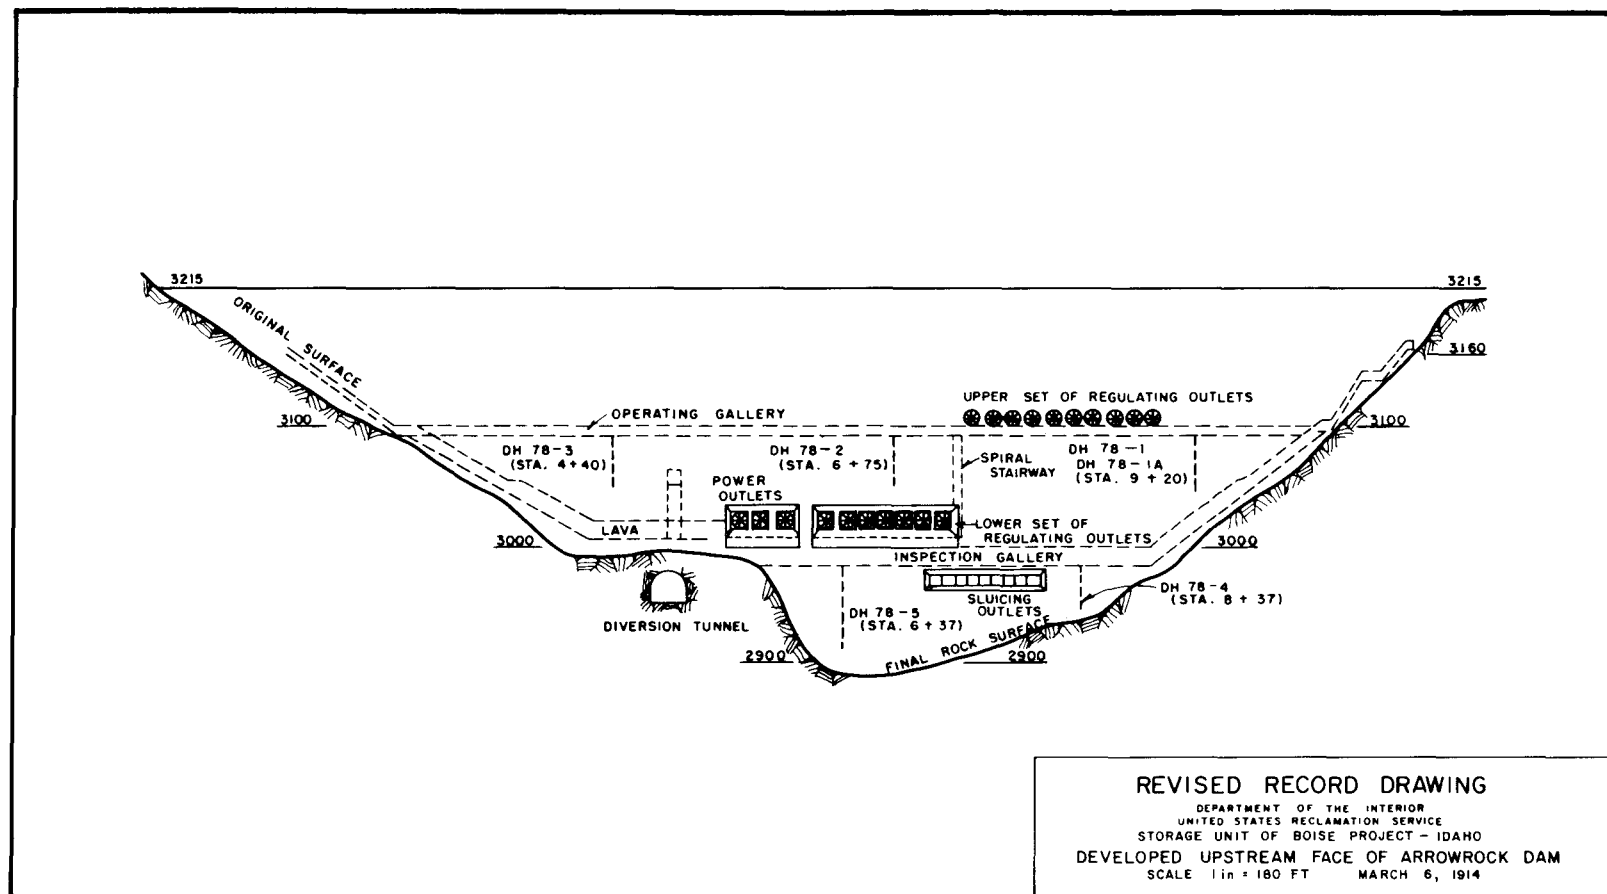 3215
3215
ORIGINAL SURFACE
3160
UPPER SET OF REGULATING OUTLETS
3100
OPERATING GALLERY
3100
DH 78-3
(STA. 4+40)
DH 78-2
(STA. 6 + 75)
SPIRAL
STAIRWAY
DH 78-1
DH 78-1A
(STA. 9 + 20)
POWER
OUTLETS
LAVA
LOWER SET OF
REGULATING OUTLETS
3000
3000
INSPECTION GALLERY
DH 78-4
(STA. 8 + 37)
SLUICING
OUTLETS
DH 78-5
(STA. 6 + 37)
DIVERSION TUNNEL
FINAL ROCK SURFACE
2900
2900
REVISED RECORD DRAWING
DEPARTMENT OF THE INTERIOR
UNITED STATES RECLAMATION SERVICE
STORAGE UNIT OF BOISE PROJECT - IDAHO
DEVELOPED UPSTREAM FACE OF ARROWROCK DAM
SCALE 1 in = 180 FT MARCH 6, 1914